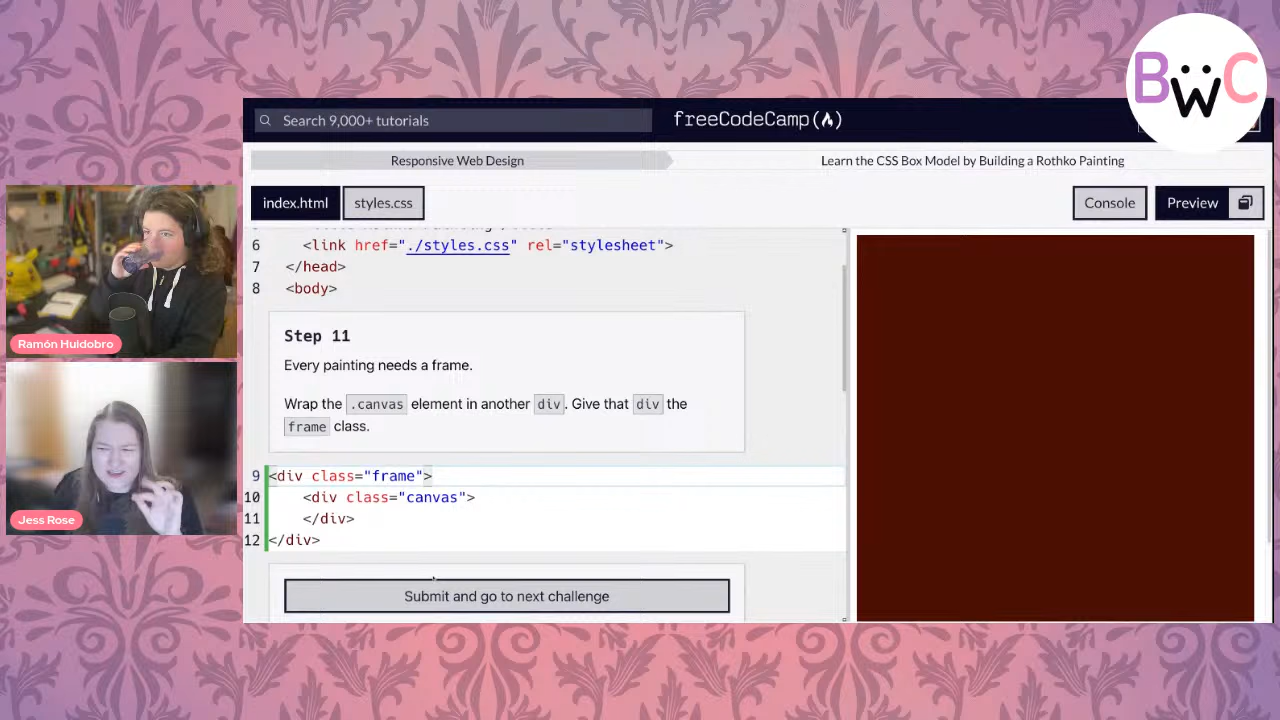 BWC
Search 9,000+ tutorials
freeCodeCamp
Responsive Web Design
Learn the CSS Box Model by Building a Rothko Painting
index.html
styles.css
Console
Preview
6 <link href="./styles.css" rel="stylesheet">
7 </head>
8 <body>
Step 11
Every painting needs a frame.
Wrap the .canvas element in another div. Give that div the
frame class.
9 <div class="frame">
10 <div class="canvas">
11 </div>
12 </div>
Submit and go to next challenge
Ramón Huidobro
Jess Rose